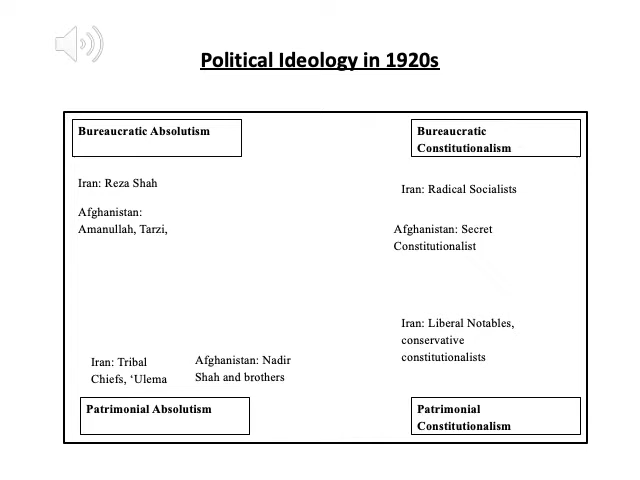 Political Ideology in 1920s
Bureaucratic Absolutism
Bureaucratic
Constitutionalism
Iran: Reza Shah
Iran: Radical Socialists
Afghanistan:
Amanullah, Tarzi,
Afghanistan: Secret
Constitutionalist
Iran: Liberal Notables,
conservative
constitutionalists
Iran: Tribal
Chiefs, ‘Ulema
Afghanistan: Nadir
Shah and brothers
Patrimonial Absolutism
Patrimonial
Constitutionalism